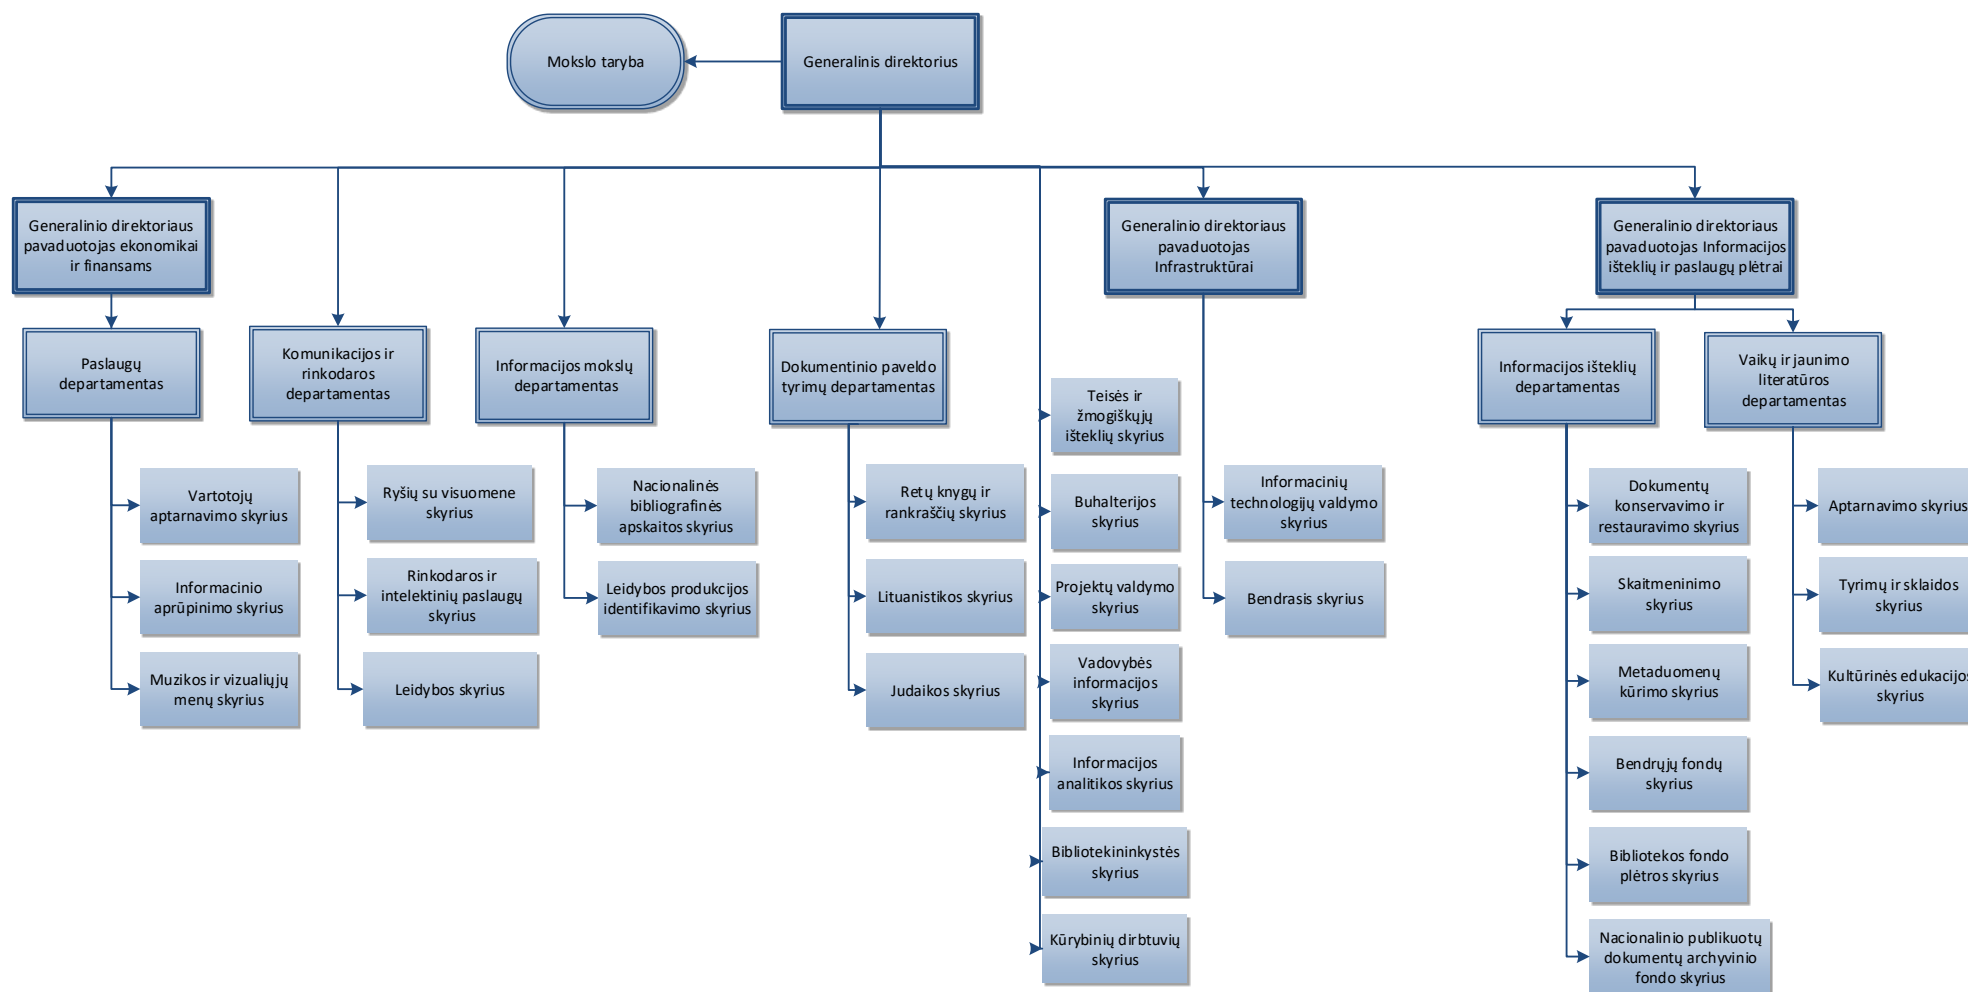 Mokslo taryba
Generalinis direktorius
Generalinio direktoriaus
pavaduotojas ekonomikai
ir finansams
Generalinio direktoriaus
pavaduotojas
Infrastruktūrai
Generalinio direktoriaus
pavaduotojas Informacijos
išteklių ir paslaugų plėtrai
Paslaugų
departamentas
Komunikacijos ir
rinkodaros
departamentas
Informacijos mokslų
departamentas
Dokumentinio paveldo
tyrimų departamentas
Informacijos išteklių
departamentas
Vaikų ir jaunimo
literatūros
departamentas
Vartotojų
aptarnavimo skyrius
Informacinio
aprūpinimo skyrius
Muzikos ir vizualiųjų
menų skyrius
Ryšių su visuomene
skyrius
Rinkodaros ir
intelektinių paslaugų
skyrius
Leidybos skyrius
Nacionalinės
bibliografinės
apskaitos skyrius
Leidybos produkcijos
identifikavimo skyrius
Retų knygų ir
rankraščių skyrius
Lituanistikos skyrius
Judaikos skyrius
Teisės ir
žmogiškųjų
išteklių skyrius
Buhalterijos
skyrius
Projektų valdymo
skyrius
Vadovybės
informacijos
skyrius
Informacijos
analitikos skyrius
Bibliotekininkystės
skyrius
Kūrybinių dirbtuvių
skyrius
Informacinių
technologijų valdymo
skyrius
Bendrasis skyrius
Dokumentų
konservavimo ir
restauravimo skyrius
Skaitmeninimo
skyrius
Metaduomenų
kūrimo skyrius
Bendrųjų fondų
skyrius
Bibliotekos fondo
plėtros skyrius
Nacionalinio publikuotų
dokumentų archyvinio
fondo skyrius
Aptarnavimo skyrius
Tyrimų ir sklaidos
skyrius
Kultūrinės edukacijos
skyrius